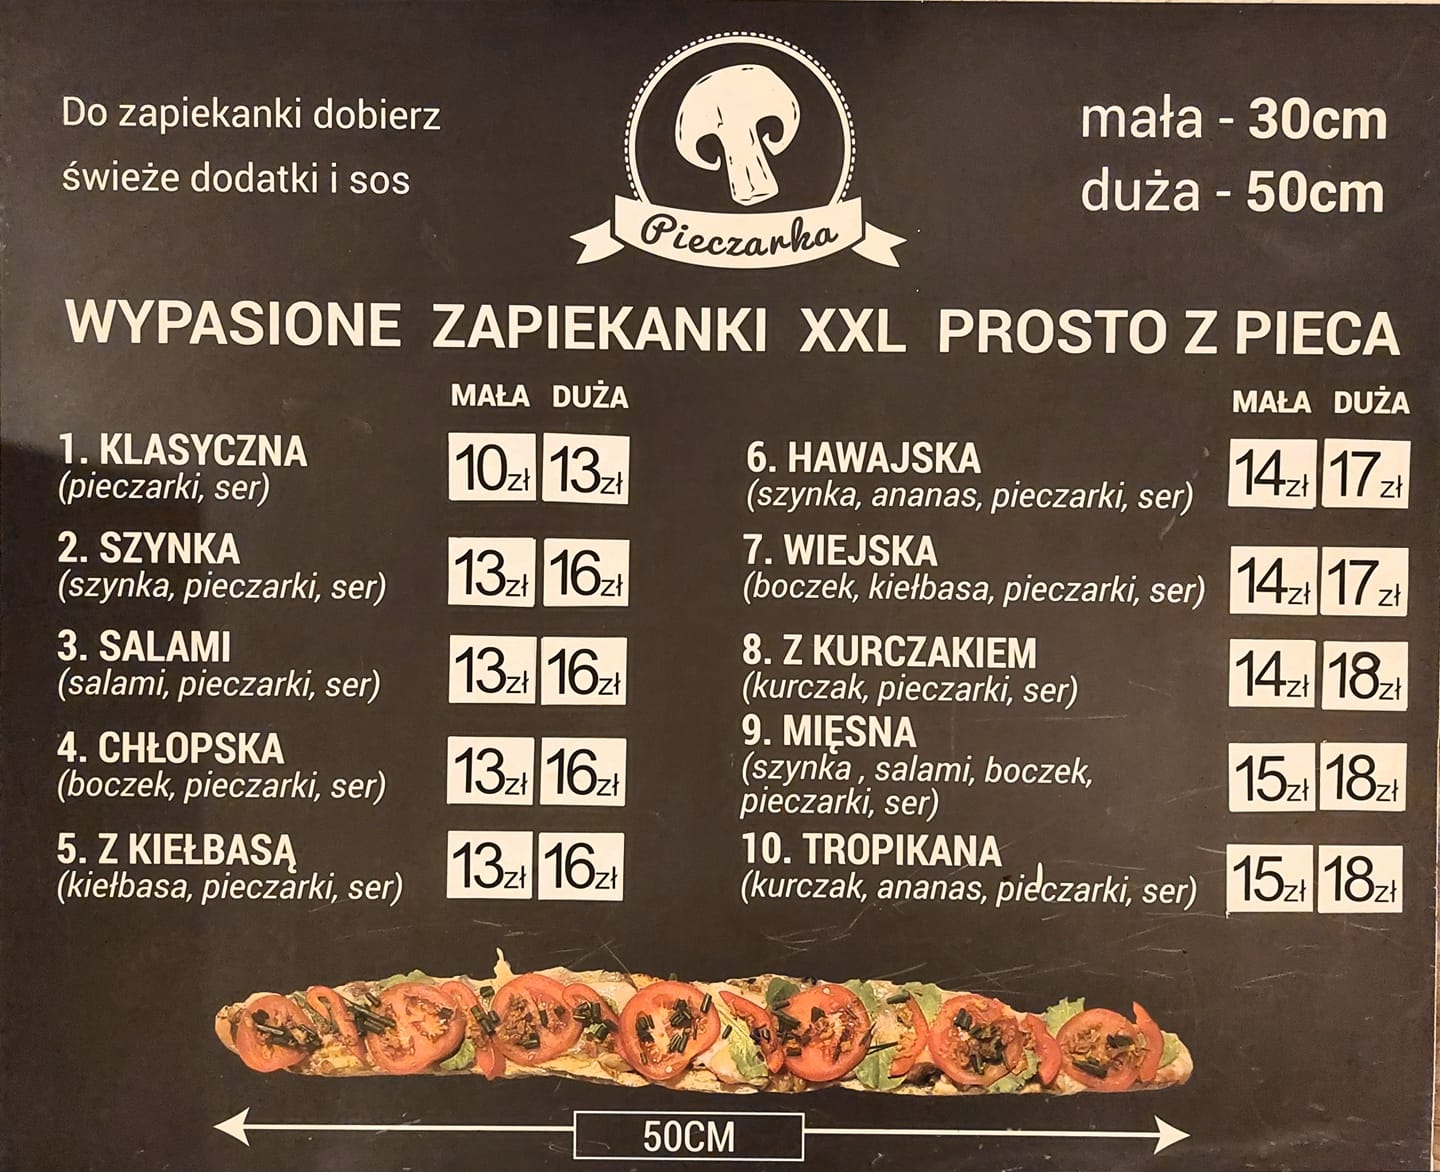 Do zapiekanki dobierz
świeże dodatki i sos
Pieczarka
mała - 30cm
duża - 50cm
WYPASIONE ZAPIEKANKI XXL PROSTO Z PIECA
MAŁA DUŻA
1. KLASYCZNA 10zł 13zł
(pieczarki, ser)
2. SZYNKA 13zł 16zł
(szynka, pieczarki, ser)
3. SALAMI 13zł 16zł
(salami, pieczarki, ser)
4. CHŁOPSKA 13zł 16zł
(boczek, pieczarki, ser)
5. Z KIEŁBASĄ 13zł 16zł
(kiełbasa, pieczarki, ser)
MAŁA DUŻA
6. HAWAJSKA 14zł 17zł
(szynka, ananas, pieczarki, ser)
7. WIEJSKA 14zł 17zł
(boczek, kiełbasa, pieczarki, ser)
8. Z KURCZAKIEM 14zł 18zł
(kurczak, pieczarki, ser)
9. MIĘSNA 15zł 18zł
(szynka , salami, boczek,
pieczarki, ser)
10. TROPIKANA 15zł 18zł
(kurczak, ananas, pieczarki, ser)
50CM